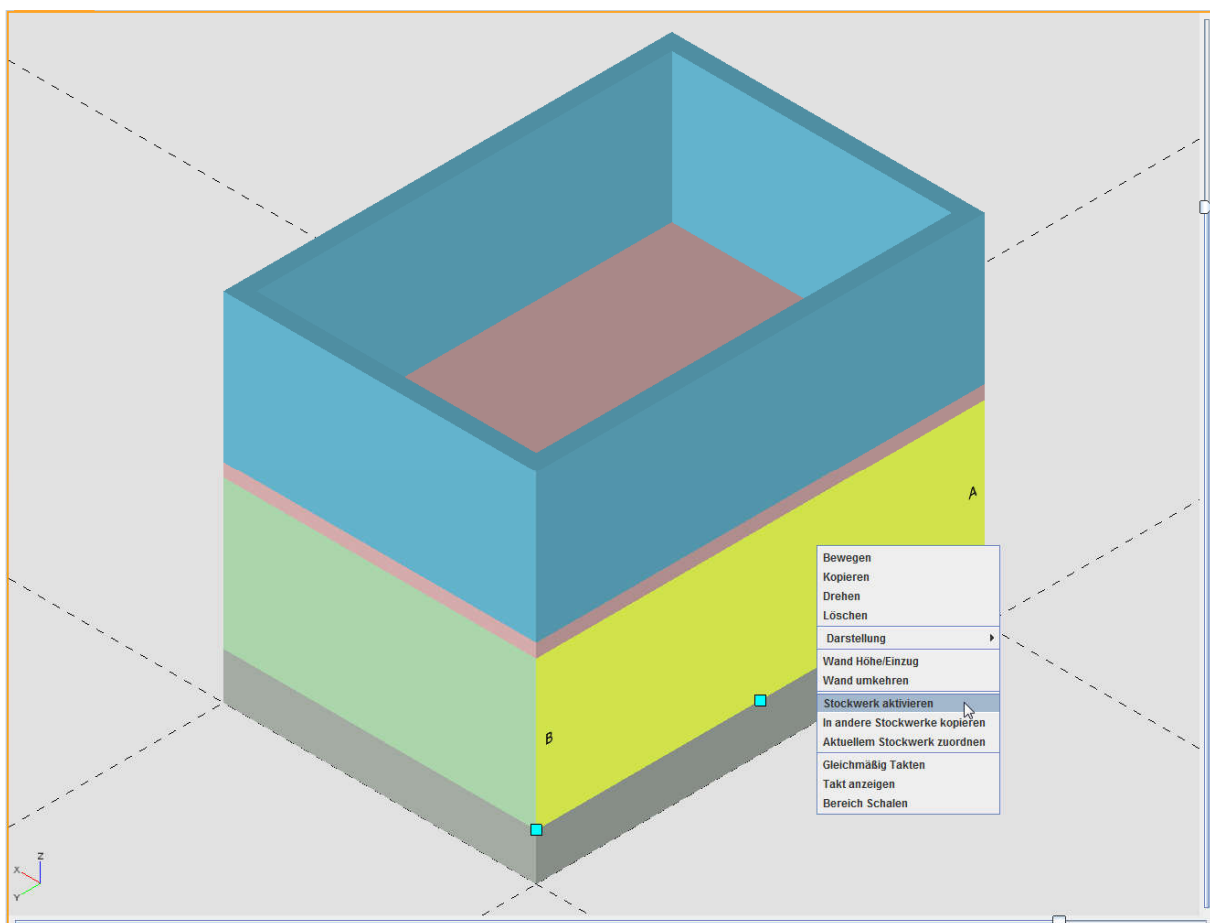 A
B
Bewegen
Kopieren
Drehen
Löschen
Darstellung
Wand Höhe/Einzug
Wand umkehren
Stockwerk aktivieren
In andere Stockwerke kopieren
Aktuellem Stockwerk zuordnen
Gleichmäßig Takten
Takt anzeigen
Bereich Schalen
Z
X
Y